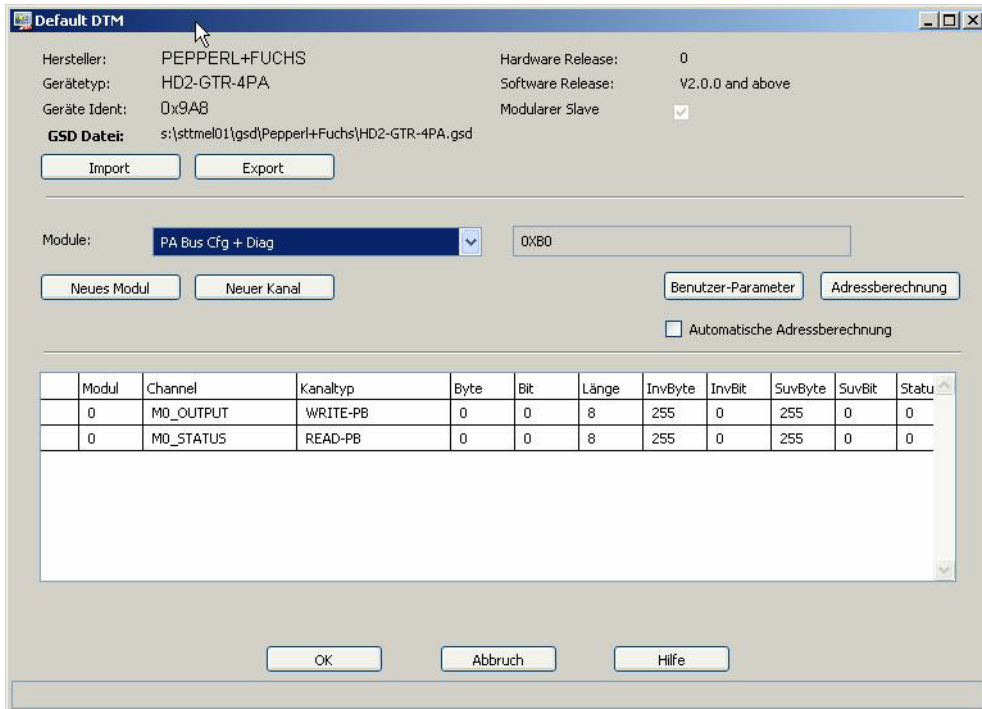 Default DTM
Hersteller: PEPPERL+FUCHS Hardware Release: 0
Gerätetyp: HD2-GTR-4PA Software Release: V2.0.0 and above
Geräte Ident: 0x9A8 Modularer Slave
GSD Datei: s:\sttmel01\gsd\Pepperl+Fuchs\HD2-GTR-4PA.gsd
Import Export
Module: PA Bus Cfg + Diag 0XB0
Neues Modul Neuer Kanal Benutzer-Parameter Adressberechnung
Automatische Adressberechnung
Modul Channel Kanaltyp Byte Bit Länge InvByte InvBit SuvByte SuvBit Statu
0 M0_OUTPUT WRITE-PB 0 0 8 255 0 255 0 0
0 M0_STATUS READ-PB 0 0 8 255 0 255 0 0
OK Abbruch Hilfe